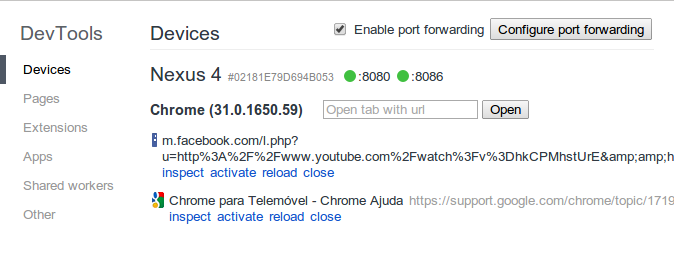 DevTools
Devices
Pages
Extensions
Apps
Shared workers
Other
Devices
Enable port forwarding Configure port forwarding
Nexus 4 #02181E79D694B053 :8080 :8086
Chrome (31.0.1650.59) Open tab with url Open
m.facebook.com/l.php?
u=http%3A%2F%2Fwww.youtube.com%2Fwatch%3Fv%3DhkCPMhstUrE&amp;amp;h
inspect activate reload close
Chrome para Telemóvel - Chrome Ajuda https://support.google.com/chrome/topic/1719
inspect activate reload close